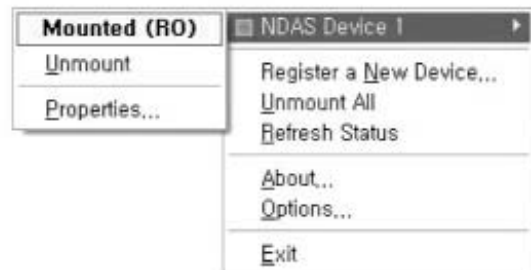 Mounted (RO)
Unmount
Properties...
NDAS Device 1
Register a New Device...
Unmount All
Refresh Status
About...
Options...
Exit